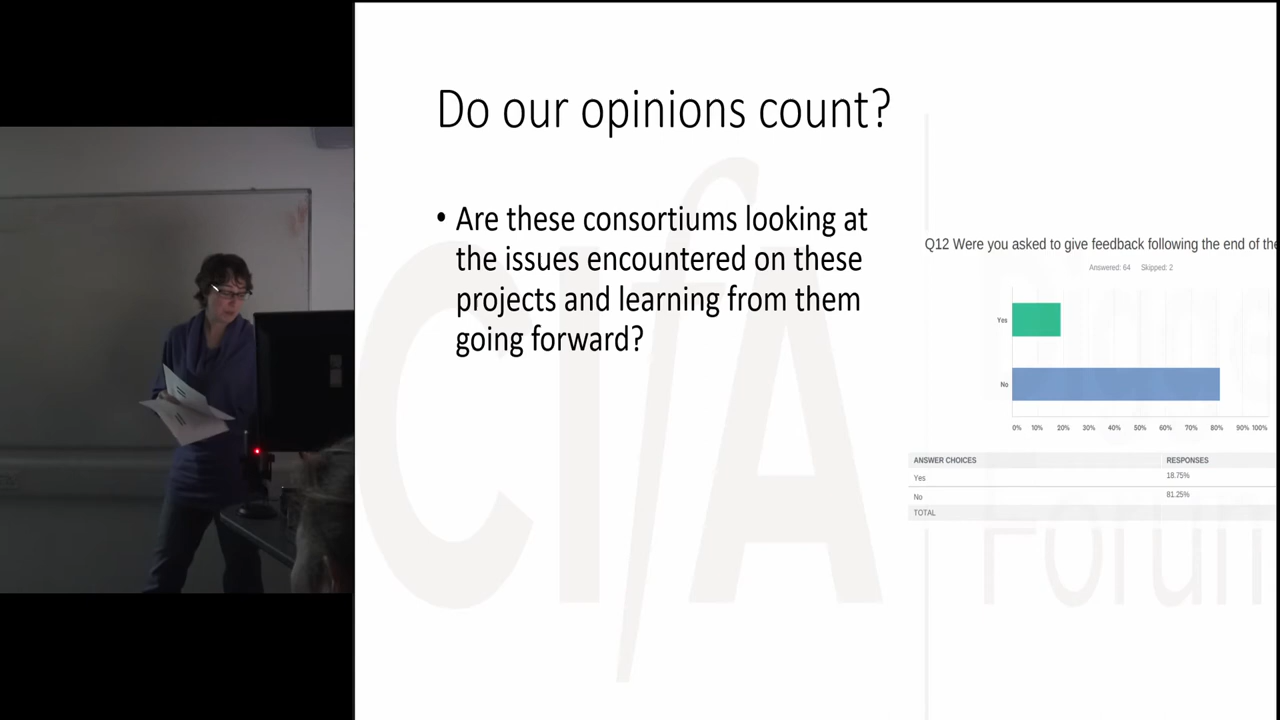 Do our opinions count?
• Are these consortiums looking at
the issues encountered on these
projects and learning from them
going forward?
Q12 Were you asked to give feedback following the end of the
Answered: 64 Skipped: 2
Yes
No
0% 10% 20% 30% 40% 50% 60% 70% 80% 90% 100%
ANSWER CHOICES RESPONSES
Yes 18.75%
No 81.25%
TOTAL
CIfA
Forum